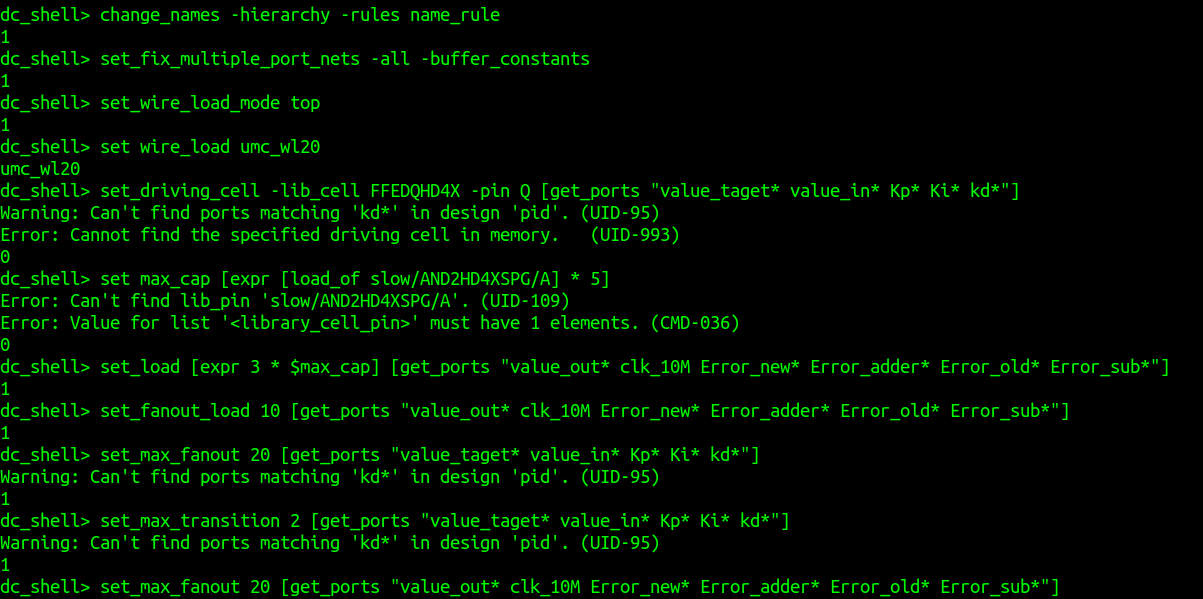 dc_shell> change_names -hierarchy -rules name_rule
1
dc_shell> set_fix_multiple_port_nets -all -buffer_constants
1
dc_shell> set_wire_load_mode top
1
dc_shell> set wire_load umc_wl20
umc_wl20
dc_shell> set_driving_cell -lib_cell FFEDQHD4X -pin Q [get_ports "value_taget* value_in* Kp* Ki* kd*"]
Warning: Can't find ports matching 'kd*' in design 'pid'. (UID-95)
Error: Cannot find the specified driving cell in memory.   (UID-993)
0
dc_shell> set max_cap [expr [load_of slow/AND2HD4XSPG/A] * 5]
Error: Can't find lib_pin 'slow/AND2HD4XSPG/A'. (UID-109)
Error: Value for list '<library_cell_pin>' must have 1 elements. (CMD-036)
0
dc_shell> set_load [expr 3 * $max_cap] [get_ports "value_out* clk_10M Error_new* Error_adder* Error_old* Error_sub*"]
1
dc_shell> set_fanout_load 10 [get_ports "value_out* clk_10M Error_new* Error_adder* Error_old* Error_sub*"]
1
dc_shell> set_max_fanout 20 [get_ports "value_taget* value_in* Kp* Ki* kd*"]
Warning: Can't find ports matching 'kd*' in design 'pid'. (UID-95)
1
dc_shell> set_max_transition 2 [get_ports "value_taget* value_in* Kp* Ki* kd*"]
Warning: Can't find ports matching 'kd*' in design 'pid'. (UID-95)
1
dc_shell> set_max_fanout 20 [get_ports "value_out* clk_10M Error_new* Error_adder* Error_old* Error_sub*"]